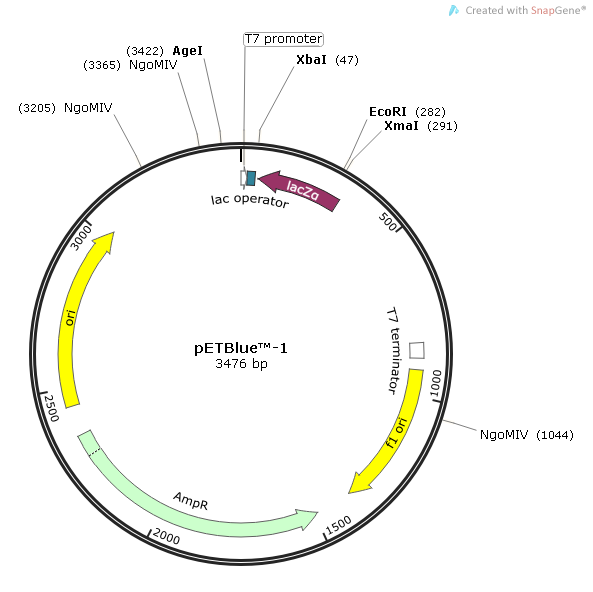 Created with SnapGene®
T7 promoter
(3422) AgeI
XbaI (47)
(3365) NgoMIV
(3205) NgoMIV
EcoRI (282)
XmaI (291)
lacZα
lac operator
500
3000
ori
T7 terminator
pETBlue™-1
3476 bp
1000
2500
f1 ori
NgoMIV (1044)
AmpR
1500
2000